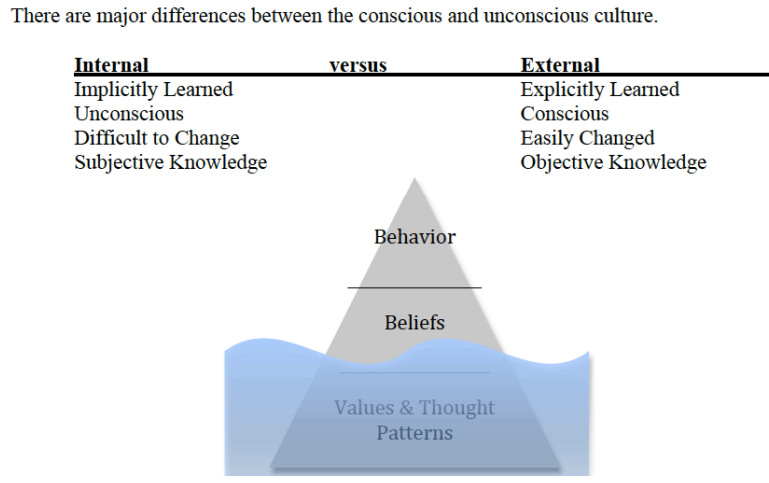 There are major differences between the conscious and unconscious culture.
Internal versus External
Implicitly Learned Explicitly Learned
Unconscious Conscious
Difficult to Change Easily Changed
Subjective Knowledge Objective Knowledge
Behavior
Beliefs
Values & Thought
Patterns